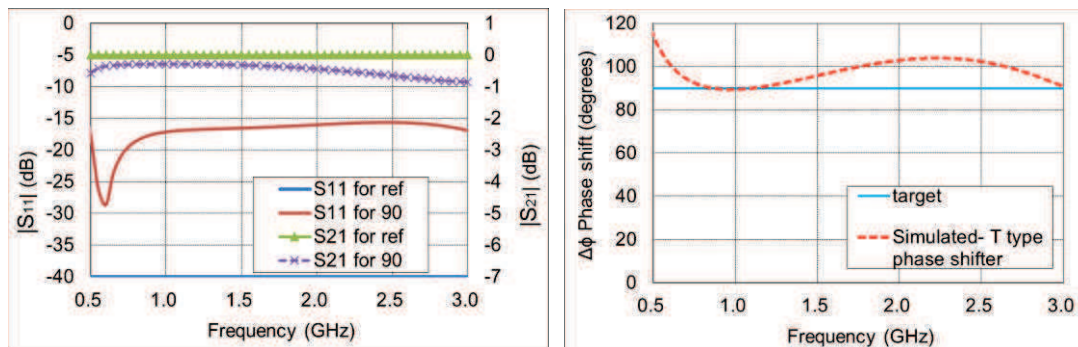 0
-5
-10
-15
-20
-25
-30
-35
-40
|S11| (dB)
1
0
-1
-2
-3
-4
-5
-6
-7
|S21| (dB)
S11 for ref
S11 for 90
S21 for ref
S21 for 90
0.5 1.0 1.5 2.0 2.5 3.0
Frequency (GHz)
120
100
80
60
40
20
0
Δϕ Phase shift (degrees)
target
Simulated- T type
phase shifter
0.5 1.0 1.5 2.0 2.5 3.0
Frequency (GHz)